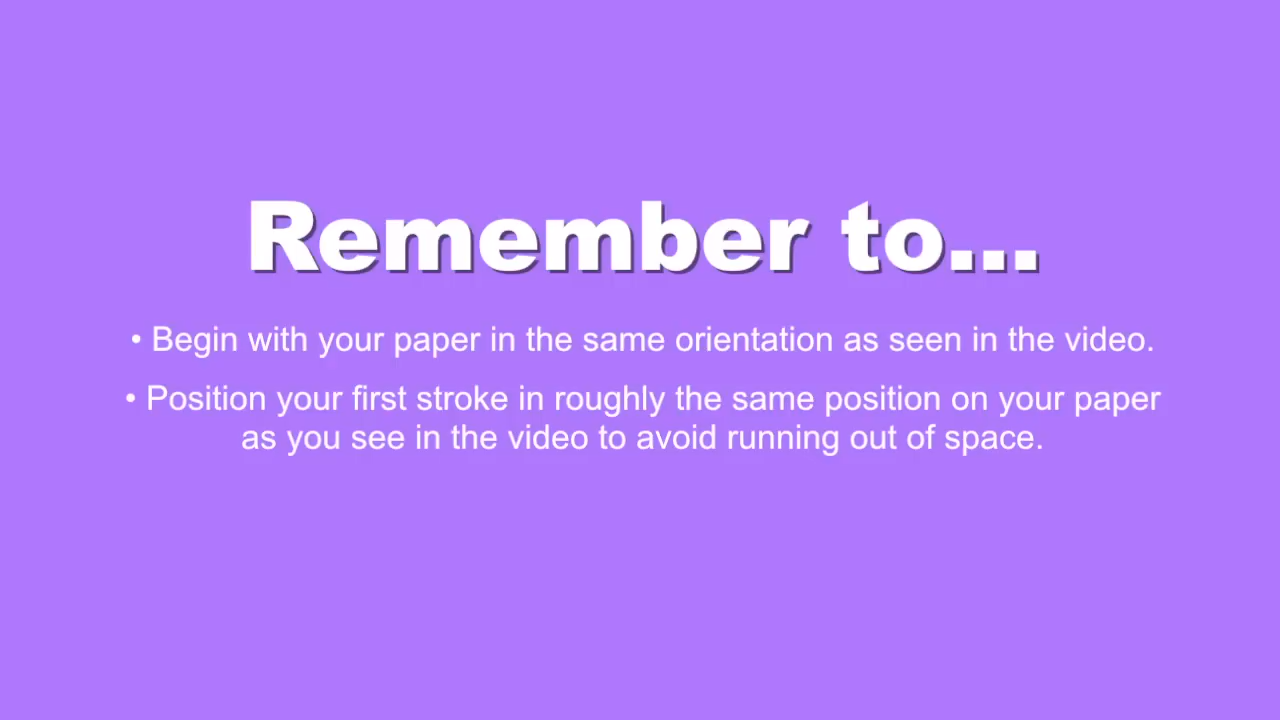 Remember to...
• Begin with your paper in the same orientation as seen in the video.
• Position your first stroke in roughly the same position on your paper
as you see in the video to avoid running out of space.